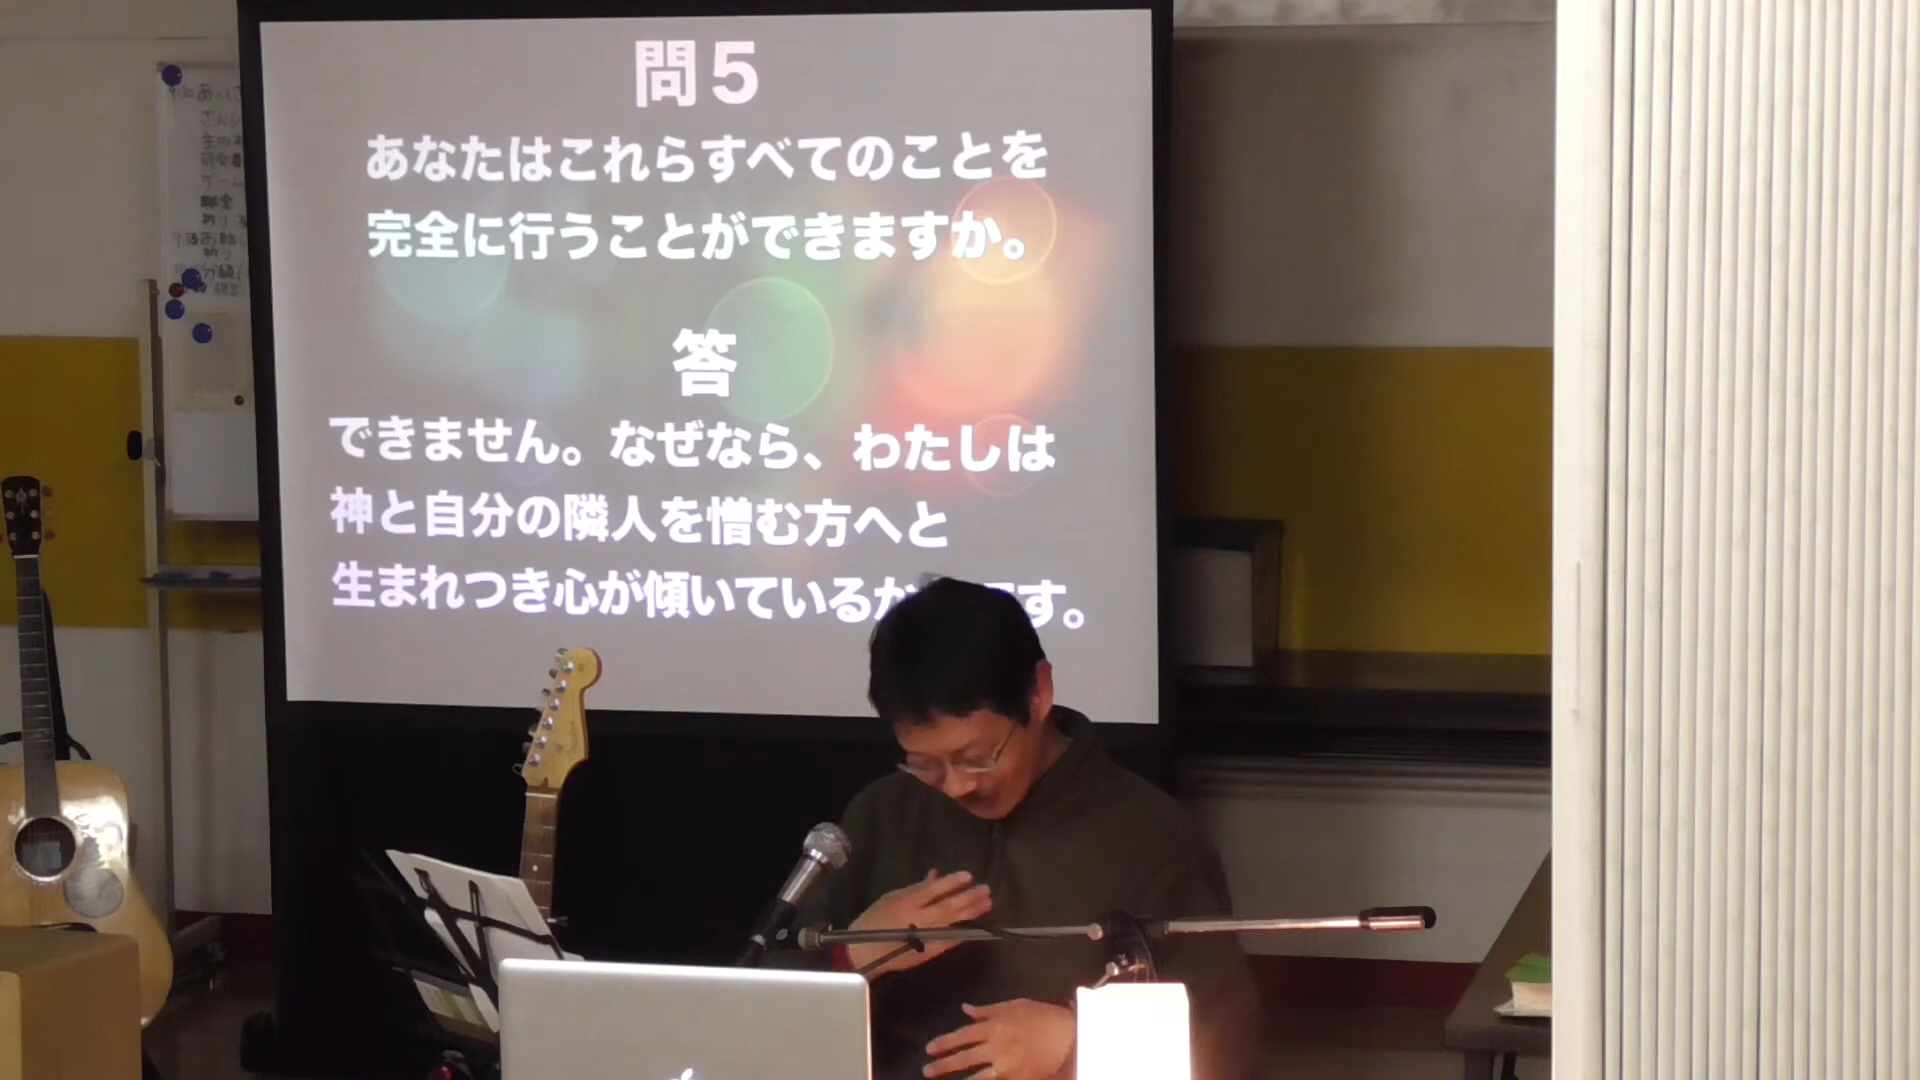 問5
あなたはこれらすべてのことを
完全に行うことができますか。
答
できません。なぜなら、わたしは
神と自分の隣人を憎む方へと
生まれつき心が傾いているか す。
ゲーム